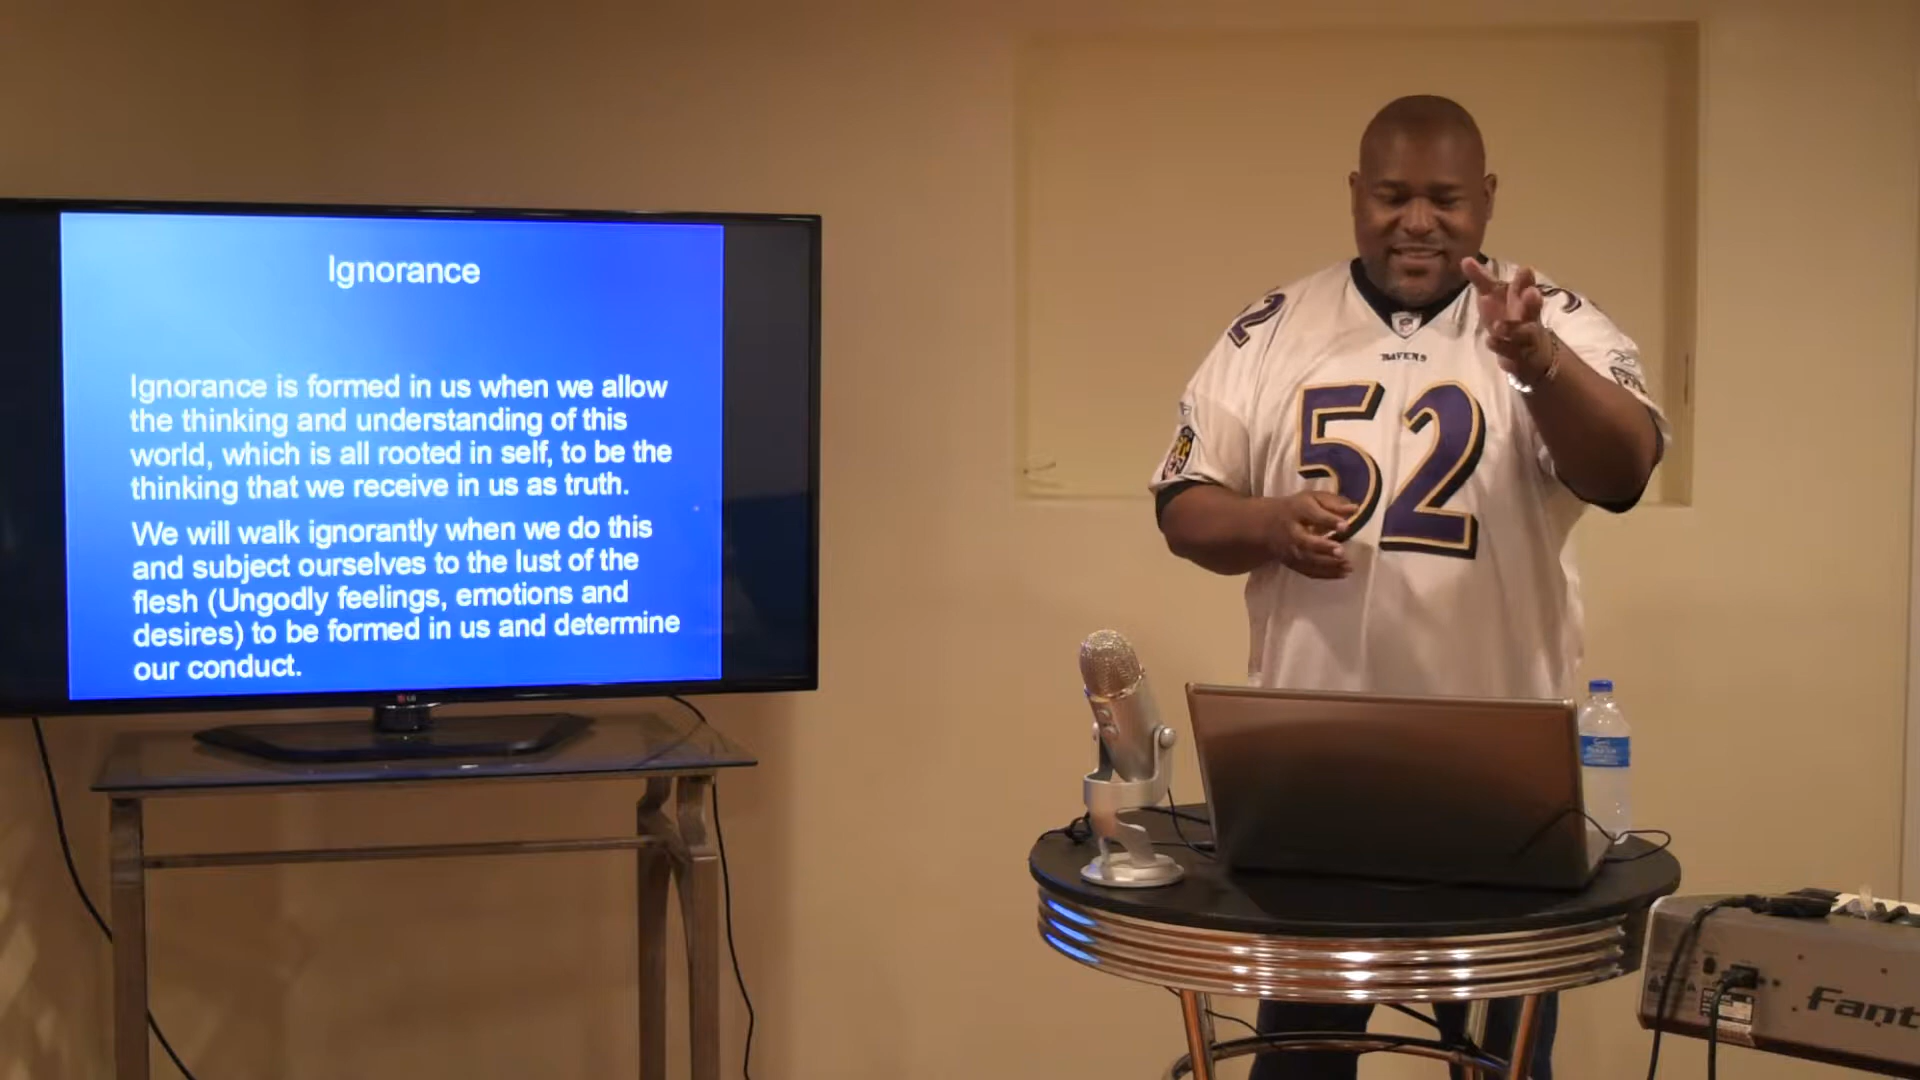 Ignorance
Ignorance is formed in us when we allow
the thinking and understanding of this
world, which is all rooted in self, to be the
thinking that we receive in us as truth.
We will walk ignorantly when we do this
and subject ourselves to the lust of the
flesh (Ungodly feelings, emotions and
desires) to be formed in us and determine
our conduct.
LG
2
RAVENS
52
Fant